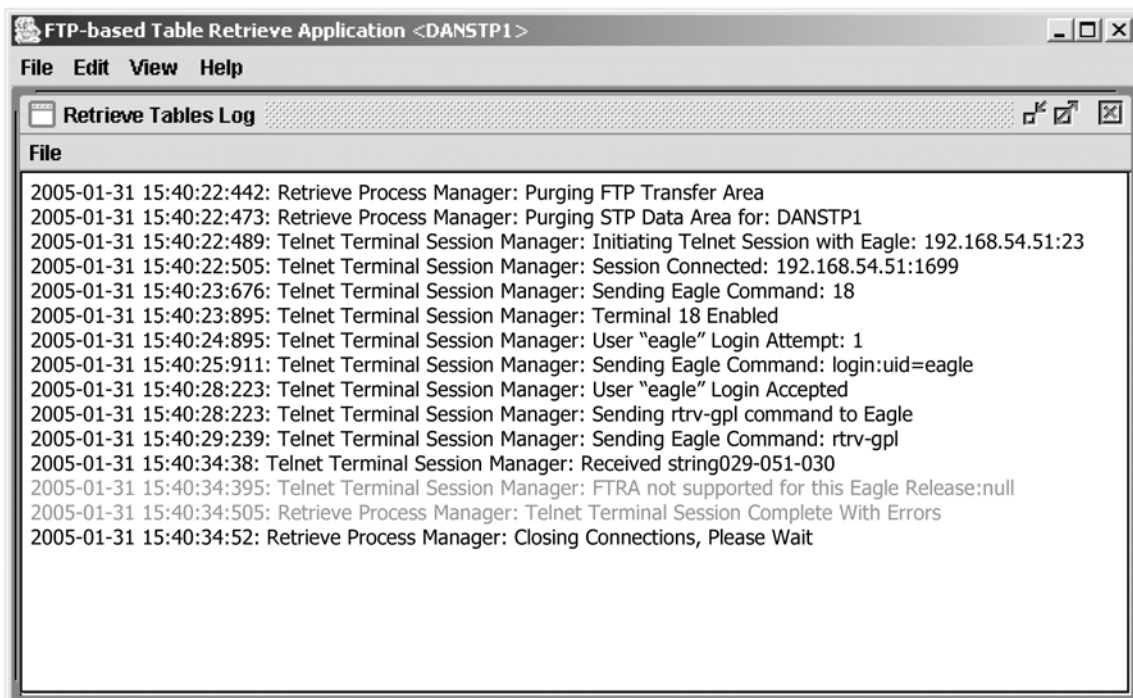 FTP-based Table Retrieve Application <DANSTP1>
File Edit View Help
Retrieve Tables Log
File
2005-01-31 15:40:22:442: Retrieve Process Manager: Purging FTP Transfer Area
2005-01-31 15:40:22:473: Retrieve Process Manager: Purging STP Data Area for: DANSTP1
2005-01-31 15:40:22:489: Telnet Terminal Session Manager: Initiating Telnet Session with Eagle: 192.168.54.51:23
2005-01-31 15:40:22:505: Telnet Terminal Session Manager: Session Connected: 192.168.54.51:1699
2005-01-31 15:40:23:676: Telnet Terminal Session Manager: Sending Eagle Command: 18
2005-01-31 15:40:23:895: Telnet Terminal Session Manager: Terminal 18 Enabled
2005-01-31 15:40:24:895: Telnet Terminal Session Manager: User “eagle” Login Attempt: 1
2005-01-31 15:40:25:911: Telnet Terminal Session Manager: Sending Eagle Command: login:uid=eagle
2005-01-31 15:40:28:223: Telnet Terminal Session Manager: User “eagle” Login Accepted
2005-01-31 15:40:28:223: Telnet Terminal Session Manager: Sending rtrv-gpl command to Eagle
2005-01-31 15:40:29:239: Telnet Terminal Session Manager: Sending Eagle Command: rtrv-gpl
2005-01-31 15:40:34:38: Telnet Terminal Session Manager: Received string029-051-030
2005-01-31 15:40:34:395: Telnet Terminal Session Manager: FTRA not supported for this Eagle Release:null
2005-01-31 15:40:34:505: Retrieve Process Manager: Telnet Terminal Session Complete With Errors
2005-01-31 15:40:34:52: Retrieve Process Manager: Closing Connections, Please Wait